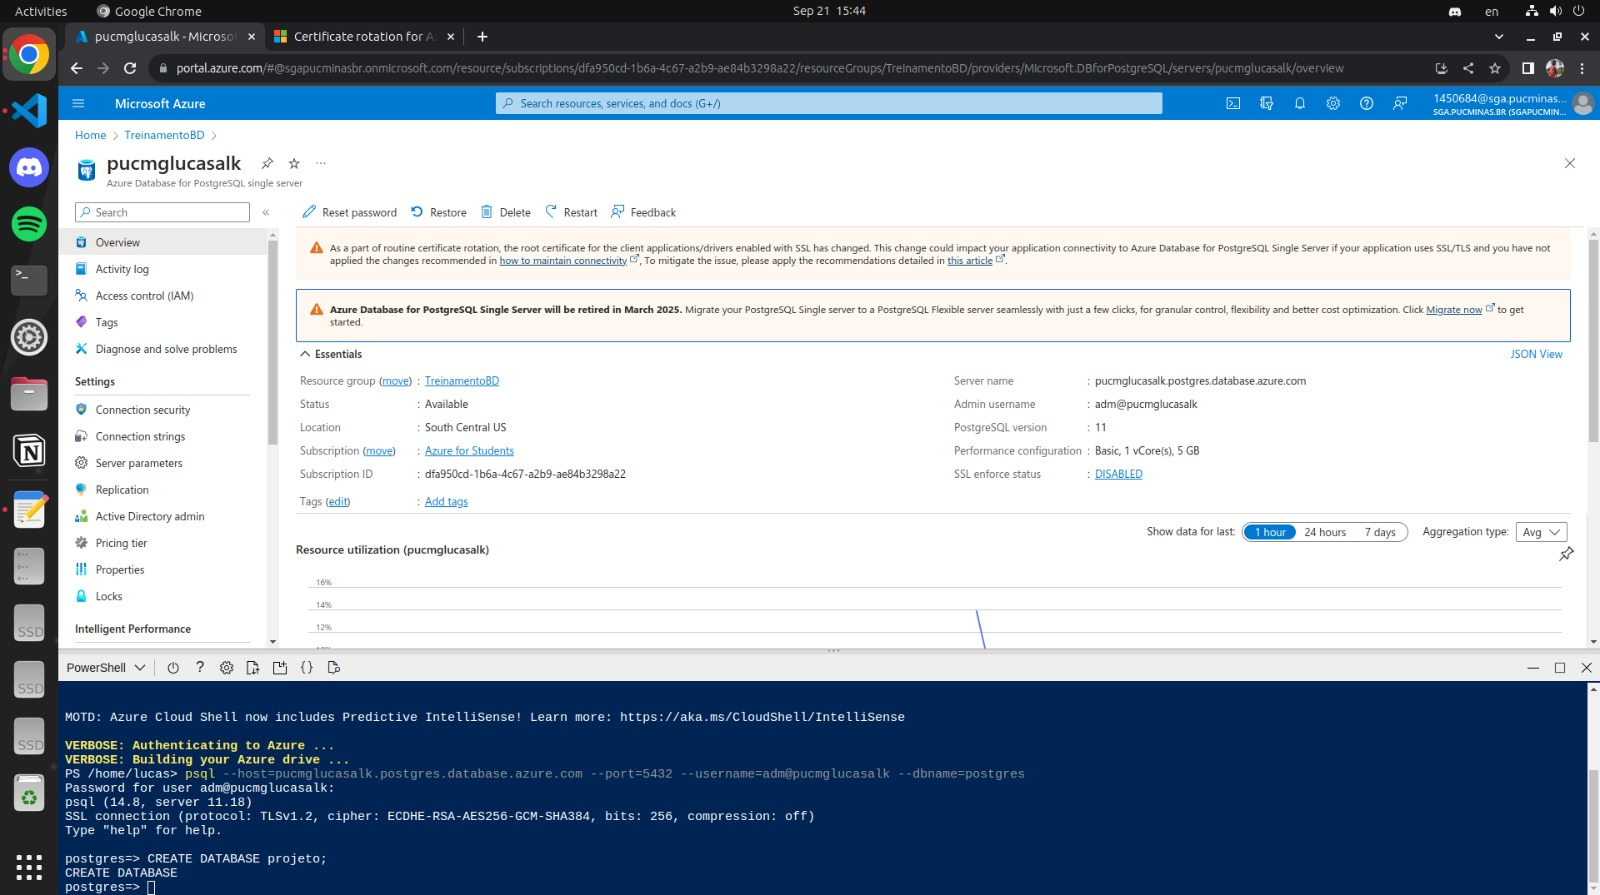 Activities
Google Chrome
Sep 21 15:44
en
pucmglucasalk - Microso
Certificate rotation for A
portal.azure.com/#@sgapucminasbr.onmicrosoft.com/resource/subscriptions/dfa950cd-1b6a-4c67-a2b9-ae84b3298a22/resourceGroups/TreinamentoBD/providers/Microsoft.DBforPostgreSQL/servers/pucmglucasalk/overview
Microsoft Azure
Search resources, services, and docs (G+/)
1450684@sga.pucminas...
SGA.PUCMINAS.BR (SGAPUCMIN...
Home > TreinamentoBD >
pucmglucasalk
Azure Database for PostgreSQL single server
Search
«
Reset password
Restore
Delete
Restart
Feedback
Overview
Activity log
Access control (IAM)
Tags
Diagnose and solve problems
Settings
Connection security
Connection strings
Server parameters
Replication
Active Directory admin
Pricing tier
Properties
Locks
Intelligent Performance
As a part of routine certificate rotation, the root certificate for the client applications/drivers enabled with SSL has changed. This change could impact your application connectivity to Azure Database for PostgreSQL Single Server if your application uses SSL/TLS and you have not
applied the changes recommended in how to maintain connectivity, To mitigate the issue, please apply the recommendations detailed in this article.
Azure Database for PostgreSQL Single Server will be retired in March 2025. Migrate your PostgreSQL Single server to a PostgreSQL Flexible server seamlessly with just a few clicks, for granular control, flexibility and better cost optimization. Click Migrate now to get
started.
Essentials
JSON View
Resource group (move) : TreinamentoBD
Status : Available
Location : South Central US
Subscription (move) : Azure for Students
Subscription ID : dfa950cd-1b6a-4c67-a2b9-ae84b3298a22
Tags (edit) : Add tags
Server name : pucmglucasalk.postgres.database.azure.com
Admin username : adm@pucmglucasalk
PostgreSQL version : 11
Performance configuration : Basic, 1 vCore(s), 5 GB
SSL enforce status : DISABLED
Show data for last: 1 hour 24 hours 7 days Aggregation type: Avg
Resource utilization (pucmglucasalk)
16%
14%
12%
SSD
SSD
SSD
PowerShell
MOTD: Azure Cloud Shell now includes Predictive IntelliSense! Learn more: https://aka.ms/CloudShell/IntelliSense
VERBOSE: Authenticating to Azure ...
VERBOSE: Building your Azure drive ...
PS /home/lucas> psql --host=pucmglucasalk.postgres.database.azure.com --port=5432 --username=adm@pucmglucasalk --dbname=postgres
Password for user adm@pucmglucasalk:
psql (14.8, server 11.18)
SSL connection (protocol: TLSv1.2, cipher: ECDHE-RSA-AES256-GCM-SHA384, bits: 256, compression: off)
Type "help" for help.
postgres=> CREATE DATABASE projeto;
CREATE DATABASE
postgres=>